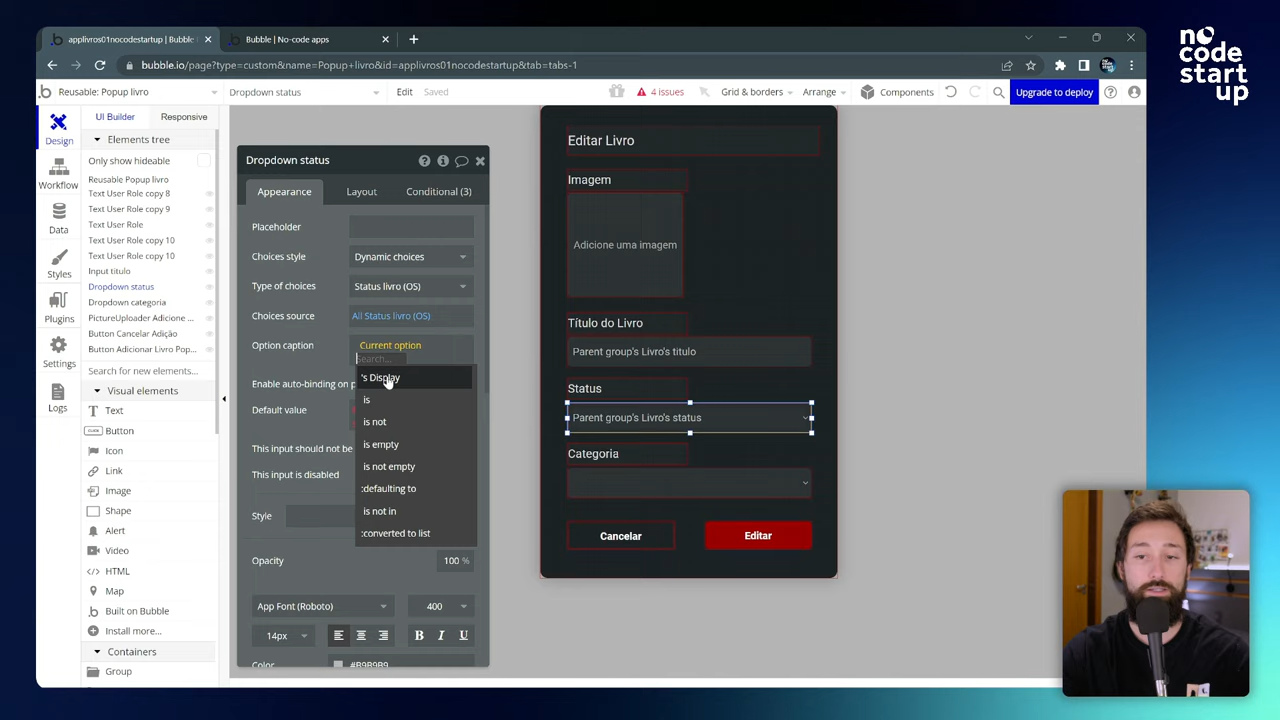 applivros01nocodestartup | Bubble
Bubble | No-code apps
bubble.io/page?type=custom&name=Popup+livro&id=applivros01nocodestartup&tab=tabs-1
no
code
start
up
Reusable: Popup livro
Dropdown status
Edit
Saved
4 issues
Grid & borders
Arrange
Components
Upgrade to deploy
Design
Workflow
Data
Styles
Plugins
Settings
Logs
UI Builder
Responsive
Elements tree
Only show hideable
Reusable Popup livro
Text User Role copy 8
Text User Role copy 9
Text User Role
Text User Role copy 10
Text User Role copy 10
Input titulo
Dropdown status
Dropdown categoria
PictureUploader Adicione ...
Button Cancelar Adição
Button Adicionar Livro Pop...
Search for new elements...
Visual elements
Text
Button
Icon
Link
Image
Shape
Alert
Video
HTML
Map
Built on Bubble
Install more...
Containers
Group
Dropdown status
Appearance
Layout
Conditional (3)
Placeholder
Choices style
Dynamic choices
Type of choices
Status livro (OS)
Choices source
All Status livro (OS)
Option caption
Current option
Search...
's Display
is
is not
is empty
is not empty
:defaulting to
is not in
:converted to list
Enable auto-binding on p
Default value
This input should not be
This input is disabled
Style
Opacity
100 %
App Font (Roboto)
400
14px
B
I
U
Color
#B9B9B9
Editar Livro
Imagem
Adicione uma imagem
Título do Livro
Parent group's Livro's titulo
Status
Parent group's Livro's status
Categoria
Cancelar
Editar